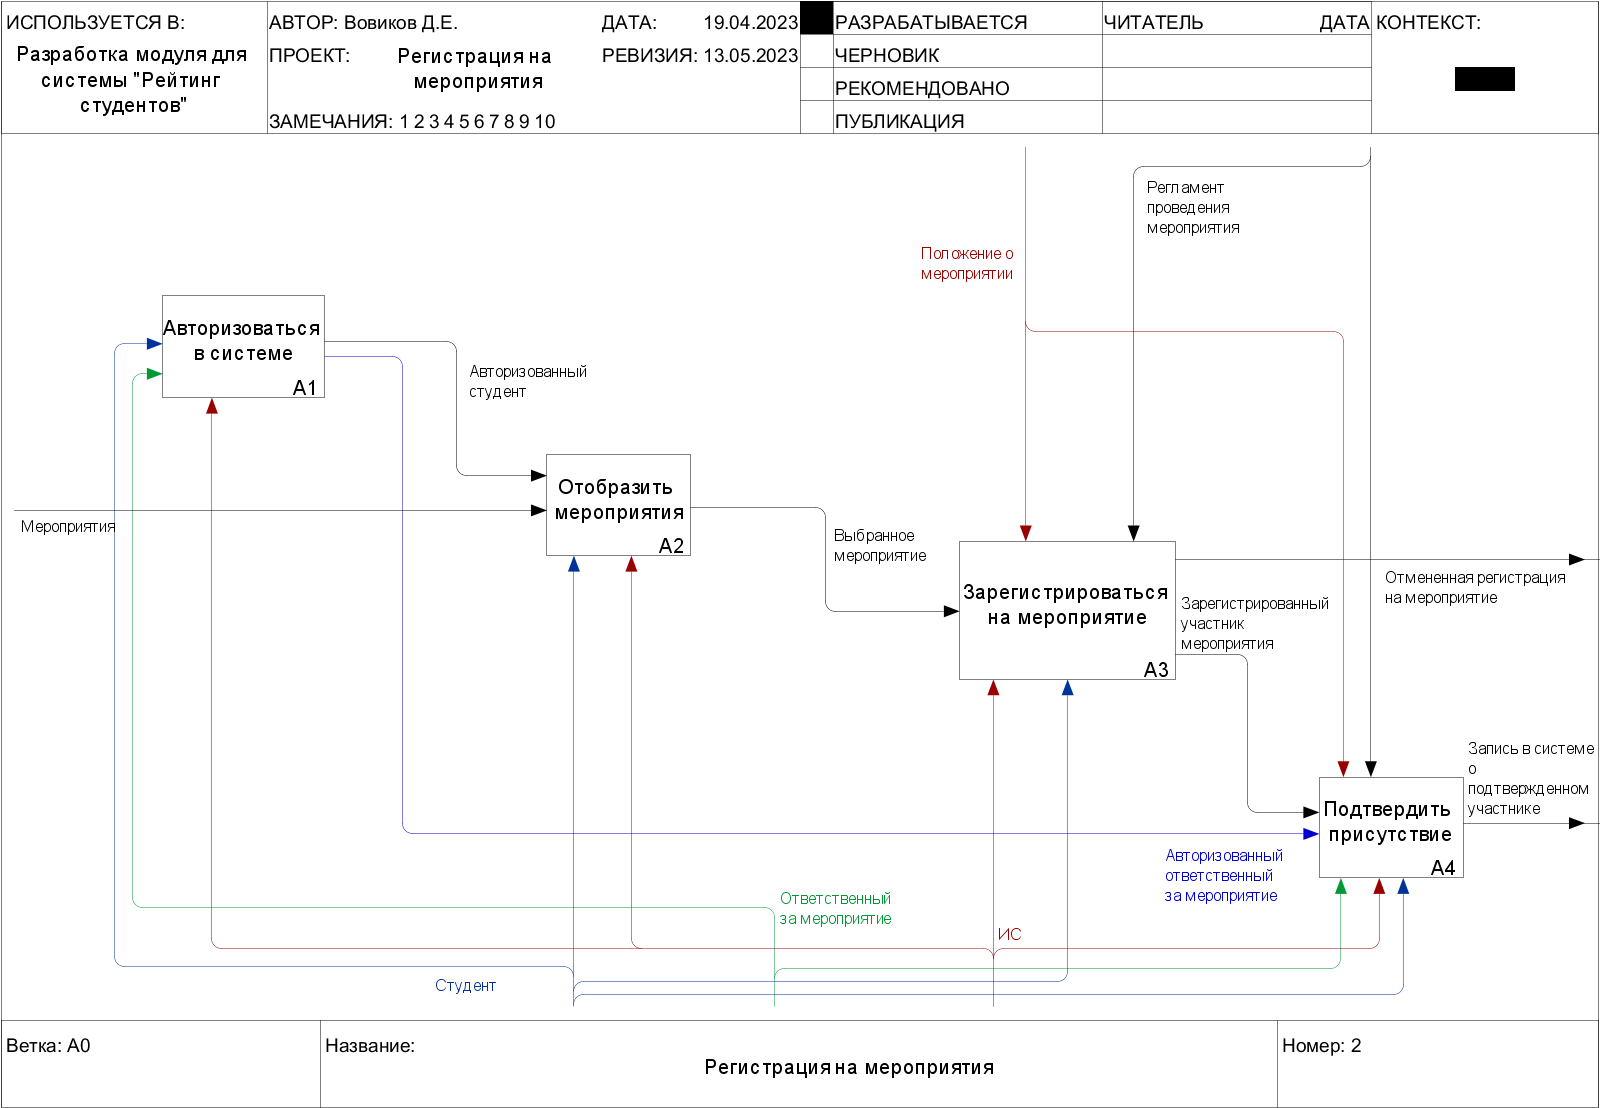 ИСПОЛЬЗУЕТСЯ В:
Разработка модуля для
системы "Рейтинг
студентов"
АВТОР: Вовиков Д.Е.
ДАТА: 19.04.2023
ПРОЕКТ: Регистрация на
мероприятия
РЕВИЗИЯ: 13.05.2023
ЗАМЕЧАНИЯ: 1 2 3 4 5 6 7 8 9 10
РАЗРАБАТЫВАЕТСЯ
ЧЕРНОВИК
РЕКОМЕНДОВАНО
ПУБЛИКАЦИЯ
ЧИТАТЕЛЬ
ДАТА
КОНТЕКСТ:
Регламент
проведения
мероприятия
Положение о
мероприятии
Авторизоваться
в системе
A1
Авторизованный
студент
Отобразить
мероприятия
A2
Мероприятия
Выбранное
мероприятие
Зарегистрироваться
на мероприятие
A3
Отмененная регистрация
на мероприятие
Зарегистрированный
участник
мероприятия
Запись в системе
о
подтвержденном
участнике
Подтвердить
присутствие
A4
Авторизованный
ответственный
за мероприятие
Ответственный
за мероприятие
ИС
Студент
Ветка: A0
Название:
Регистрация на мероприятия
Номер: 2